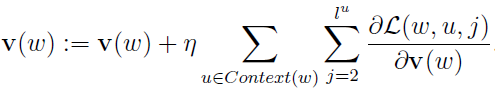 v(w) := v(w) + η ∑_{u∈Context(w)} ∑_{j=2}^{l^u} ∂ℒ(w, u, j) / ∂v(w)